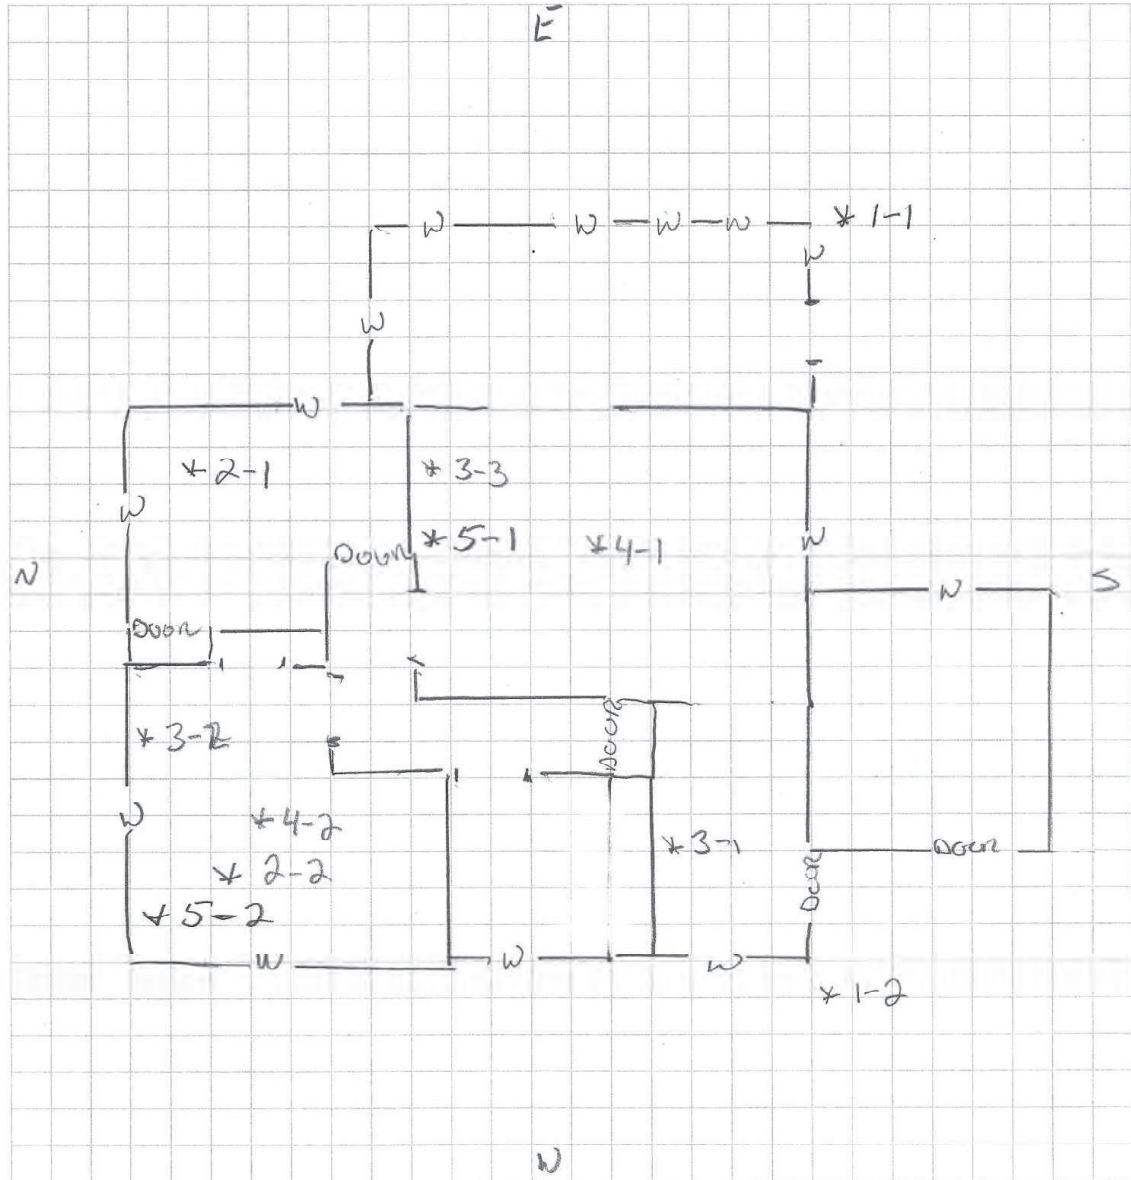 E
W W W W * 1-1
W
W
W
* 2-1 * 3-3
W
DOOR * 5-1 * 4-1 W
N W S
DOOR
DOOR
* 3-2
W * 4-2
* 3-1 DOOR
* 2-2 DOOR
* 5-2
W W W
* 1-2
W